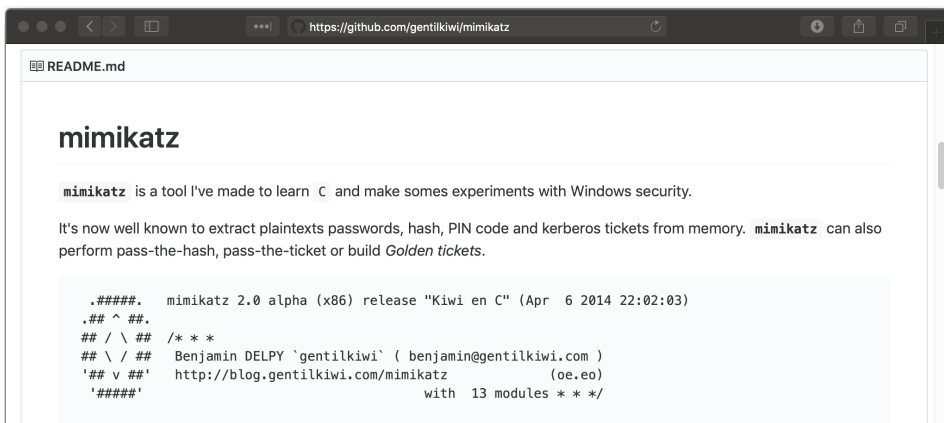 https://github.com/gentilkiwi/mimikatz
README.md
mimikatz
mimikatz is a tool I've made to learn C and make somes experiments with Windows security.
It's now well known to extract plaintexts passwords, hash, PIN code and kerberos tickets from memory. mimikatz can also
perform pass-the-hash, pass-the-ticket or build Golden tickets.
 .#####.   mimikatz 2.0 alpha (x86) release "Kiwi en C" (Apr  6 2014 22:02:03)
.## ^ ##.
## / \ ##  /* * *
## \ / ##   Benjamin DELPY `gentilkiwi` ( benjamin@gentilkiwi.com )
'## v ##'   http://blog.gentilkiwi.com/mimikatz             (oe.eo)
 '#####'                                    with  13 modules * * */